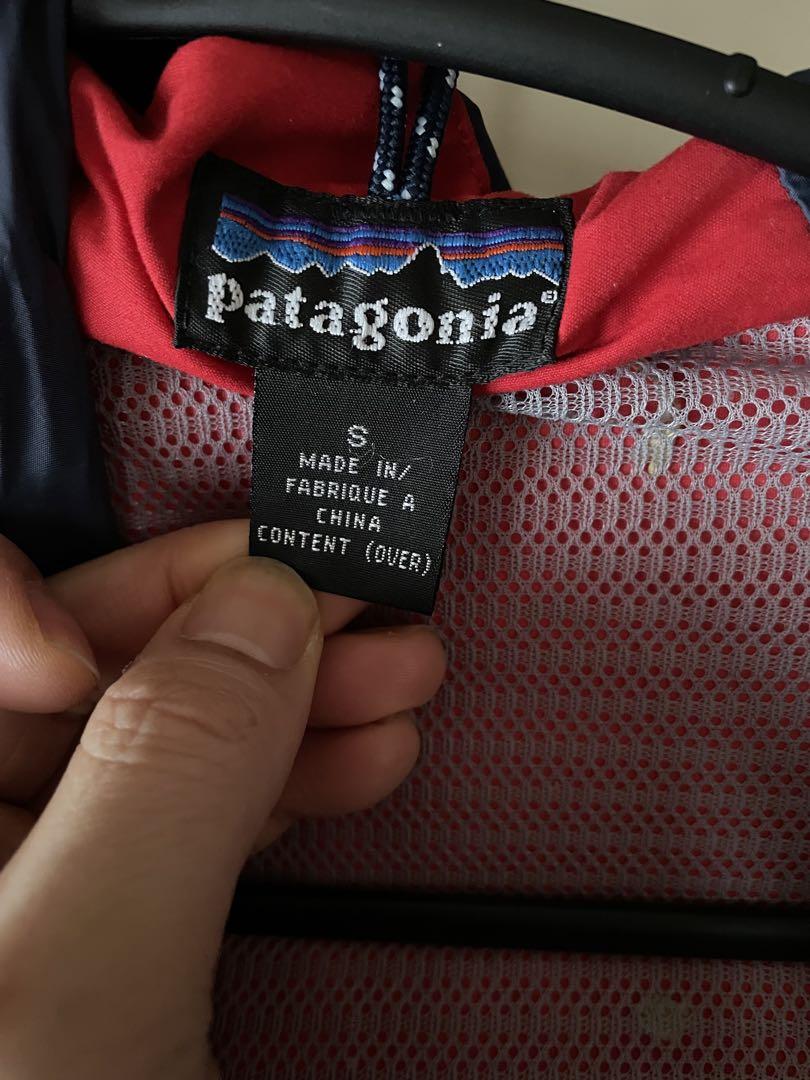 patagonia®
S
MADE IN/
FABRIQUE A
CHINA
CONTENT (OVER)